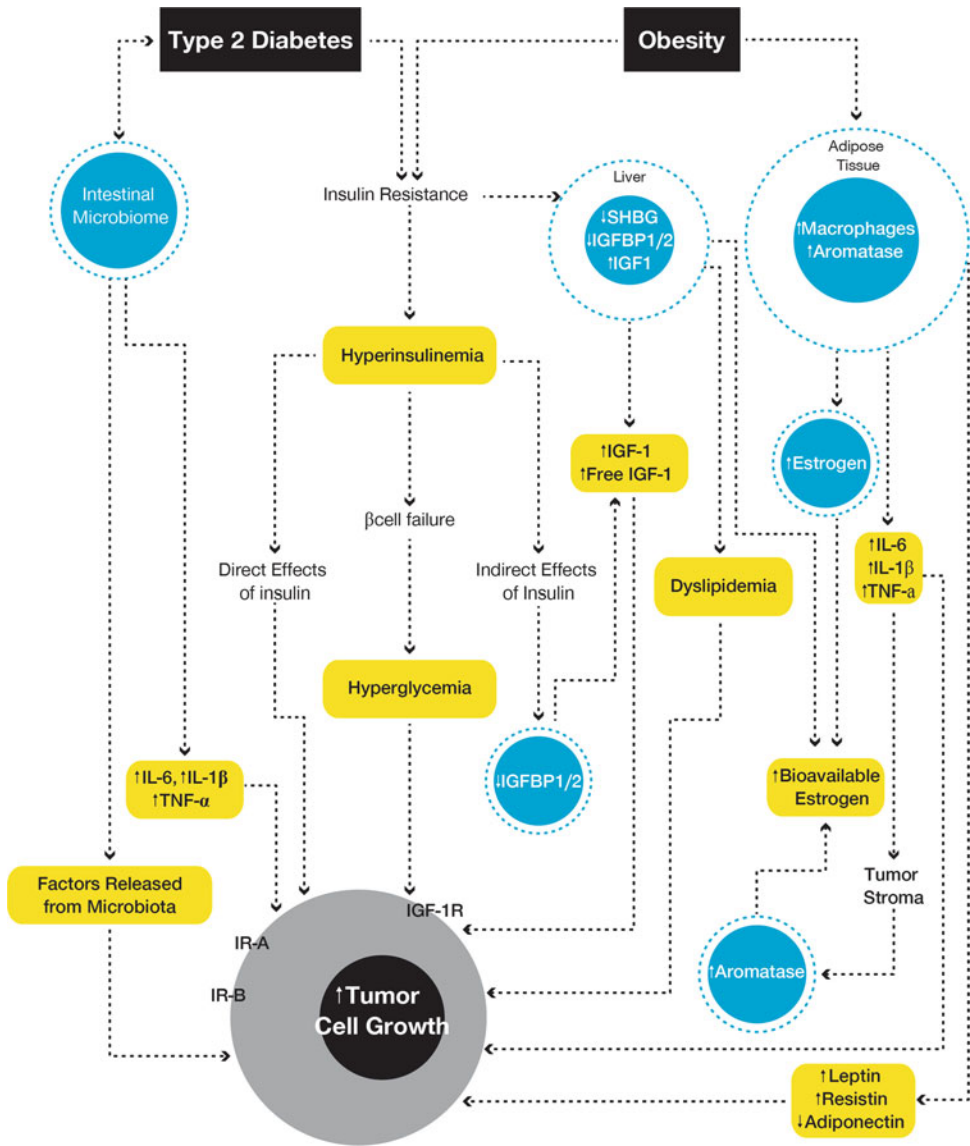 Type 2 Diabetes
Obesity
Intestinal
Microbiome
Insulin Resistance
Liver
↓SHBG
↓IGFBP1/2
↑IGF1
Adipose
Tissue
↑Macrophages
↑Aromatase
Hyperinsulinemia
↑IGF-1
↑Free IGF-1
↑Estrogen
βcell failure
Direct Effects
of insulin
Indirect Effects
of Insulin
Dyslipidemia
↑IL-6
↑IL-1β
↑TNF-a
Hyperglycemia
↑IL-6, ↑IL-1β
↑TNF-α
↓IGFBP1/2
↑Bioavailable
Estrogen
Factors Released
from Microbiota
Tumor
Stroma
IGF-1R
IR-A
IR-B
↑Tumor
Cell Growth
↑Aromatase
↑Leptin
↑Resistin
↓Adiponectin